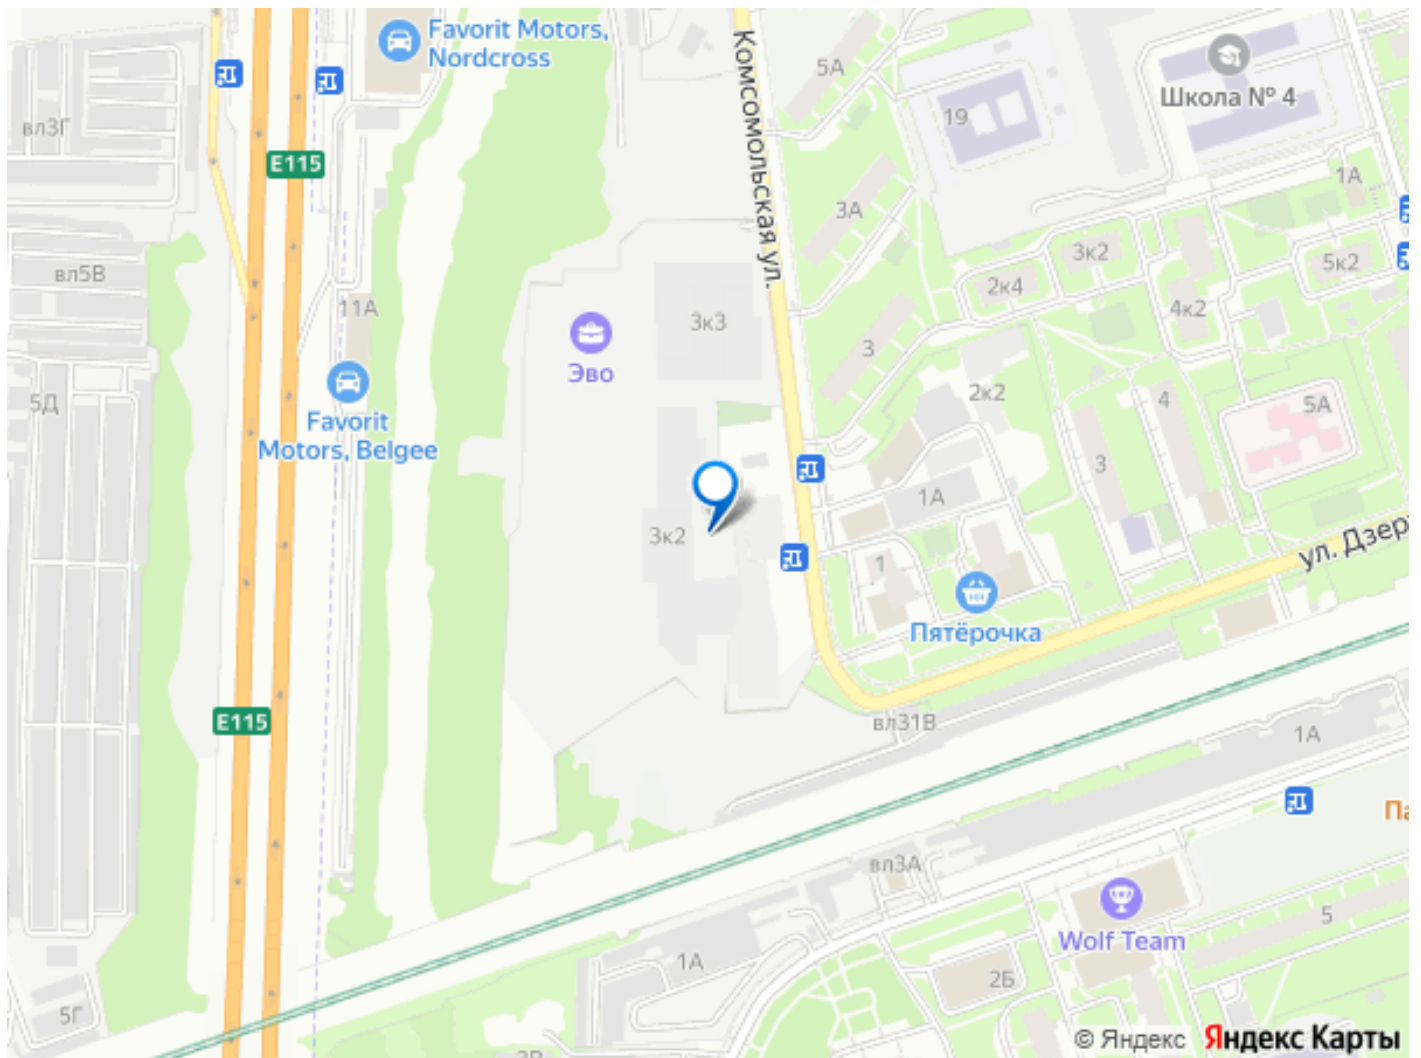 Favorit Motors,
Nordcross
вл3Г
E115
Комсомольская ул.
5А
Школа № 4
19
1А
3А
3к2
5к2
2к4
4к2
вл5В
11А
3к3
Эво
3
2к2
5Д
Favorit
Motors, Belgee
4
5А
3
1А
3к2
1
ул. Дзер
Пятёрочка
E115
вл31В
1А
Па
вл3А
Wolf Team
5
1А
2Б
5Г
3В
© Яндекс Яндекс Карты